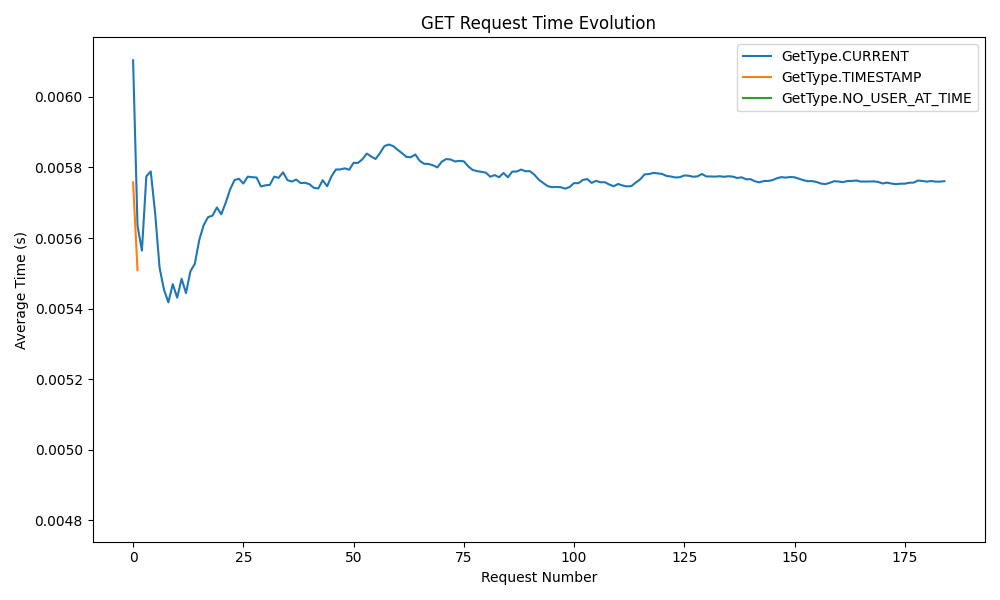 GET Request Time Evolution
GetType.CURRENT
GetType.TIMESTAMP
GetType.NO_USER_AT_TIME
Average Time (s)
0.0060
0.0058
0.0056
0.0054
0.0052
0.0050
0.0048
0 25 50 75 100 125 150 175
Request Number